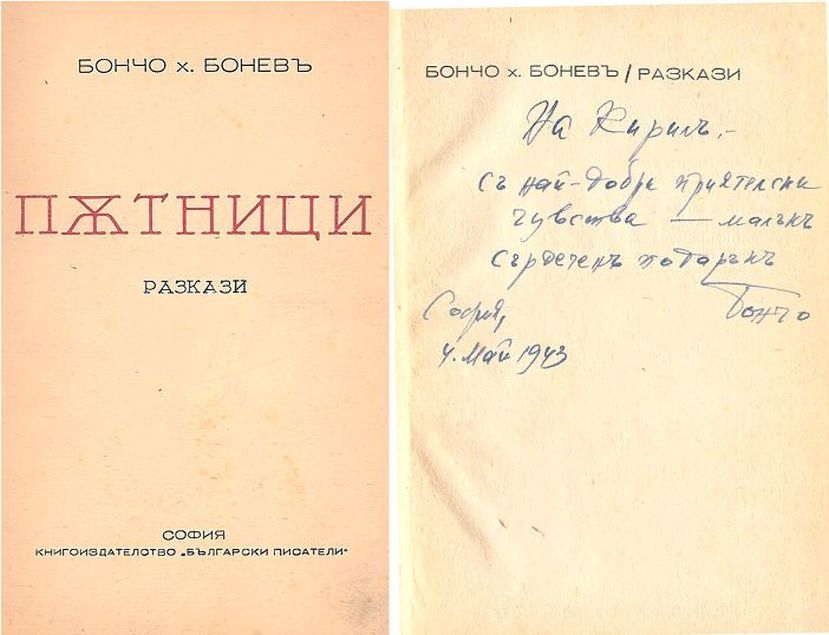 БОНЧО х. БОНЕВЪ
ПѪТНИЦИ
РАЗКАЗИ
СОФИЯ
КНИГОИЗДАТЕЛСТВО „БЪЛГАРСКИ ПИСАТЕЛИ“
БОНЧО х. БОНЕВЪ / РАЗКАЗИ
На Кирилъ,-
съ най-добри приятелски
чувства — малъкъ
сърдеченъ подаръкъ
Бончо
София,
4. Май 1943